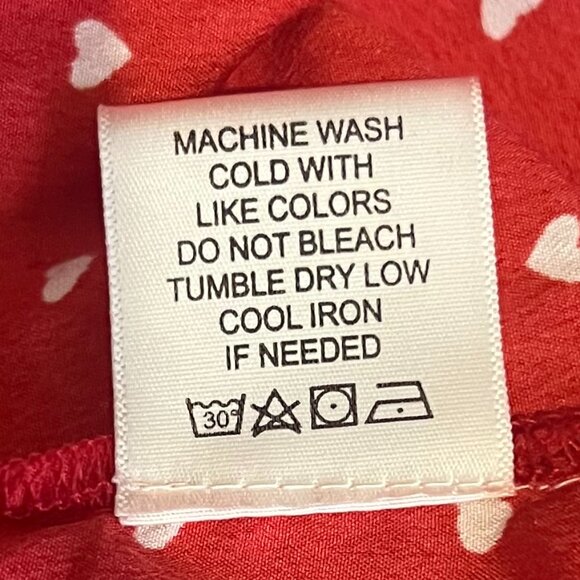 MACHINE WASH
COLD WITH
LIKE COLORS
DO NOT BLEACH
TUMBLE DRY LOW
COOL IRON
IF NEEDED
30°